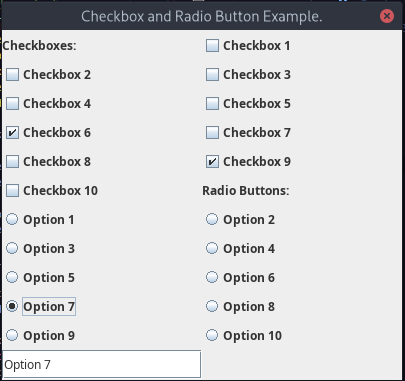 Checkbox and Radio Button Example.
Checkboxes:
Checkbox 1
Checkbox 2
Checkbox 3
Checkbox 4
Checkbox 5
Checkbox 6
Checkbox 7
Checkbox 8
Checkbox 9
Checkbox 10
Radio Buttons:
Option 1
Option 2
Option 3
Option 4
Option 5
Option 6
Option 7
Option 8
Option 9
Option 10
Option 7